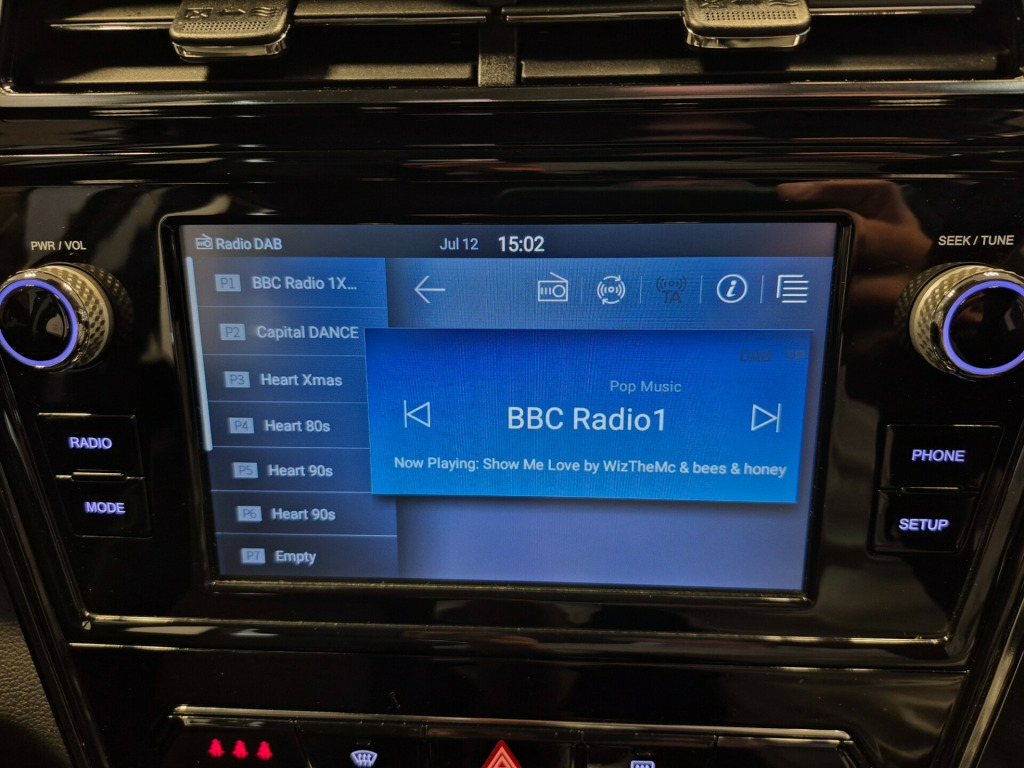 PWR / VOL
SEEK / TUNE
Radio DAB
Jul 12
15:02
P1 BBC Radio 1X...
P2 Capital DANCE
P3 Heart Xmas
P4 Heart 80s
P5 Heart 90s
P6 Heart 90s
P7 Empty
TA
i
DAB TP
Pop Music
BBC Radio1
Now Playing: Show Me Love by WizTheMc & bees & honey
RADIO
MODE
PHONE
SETUP